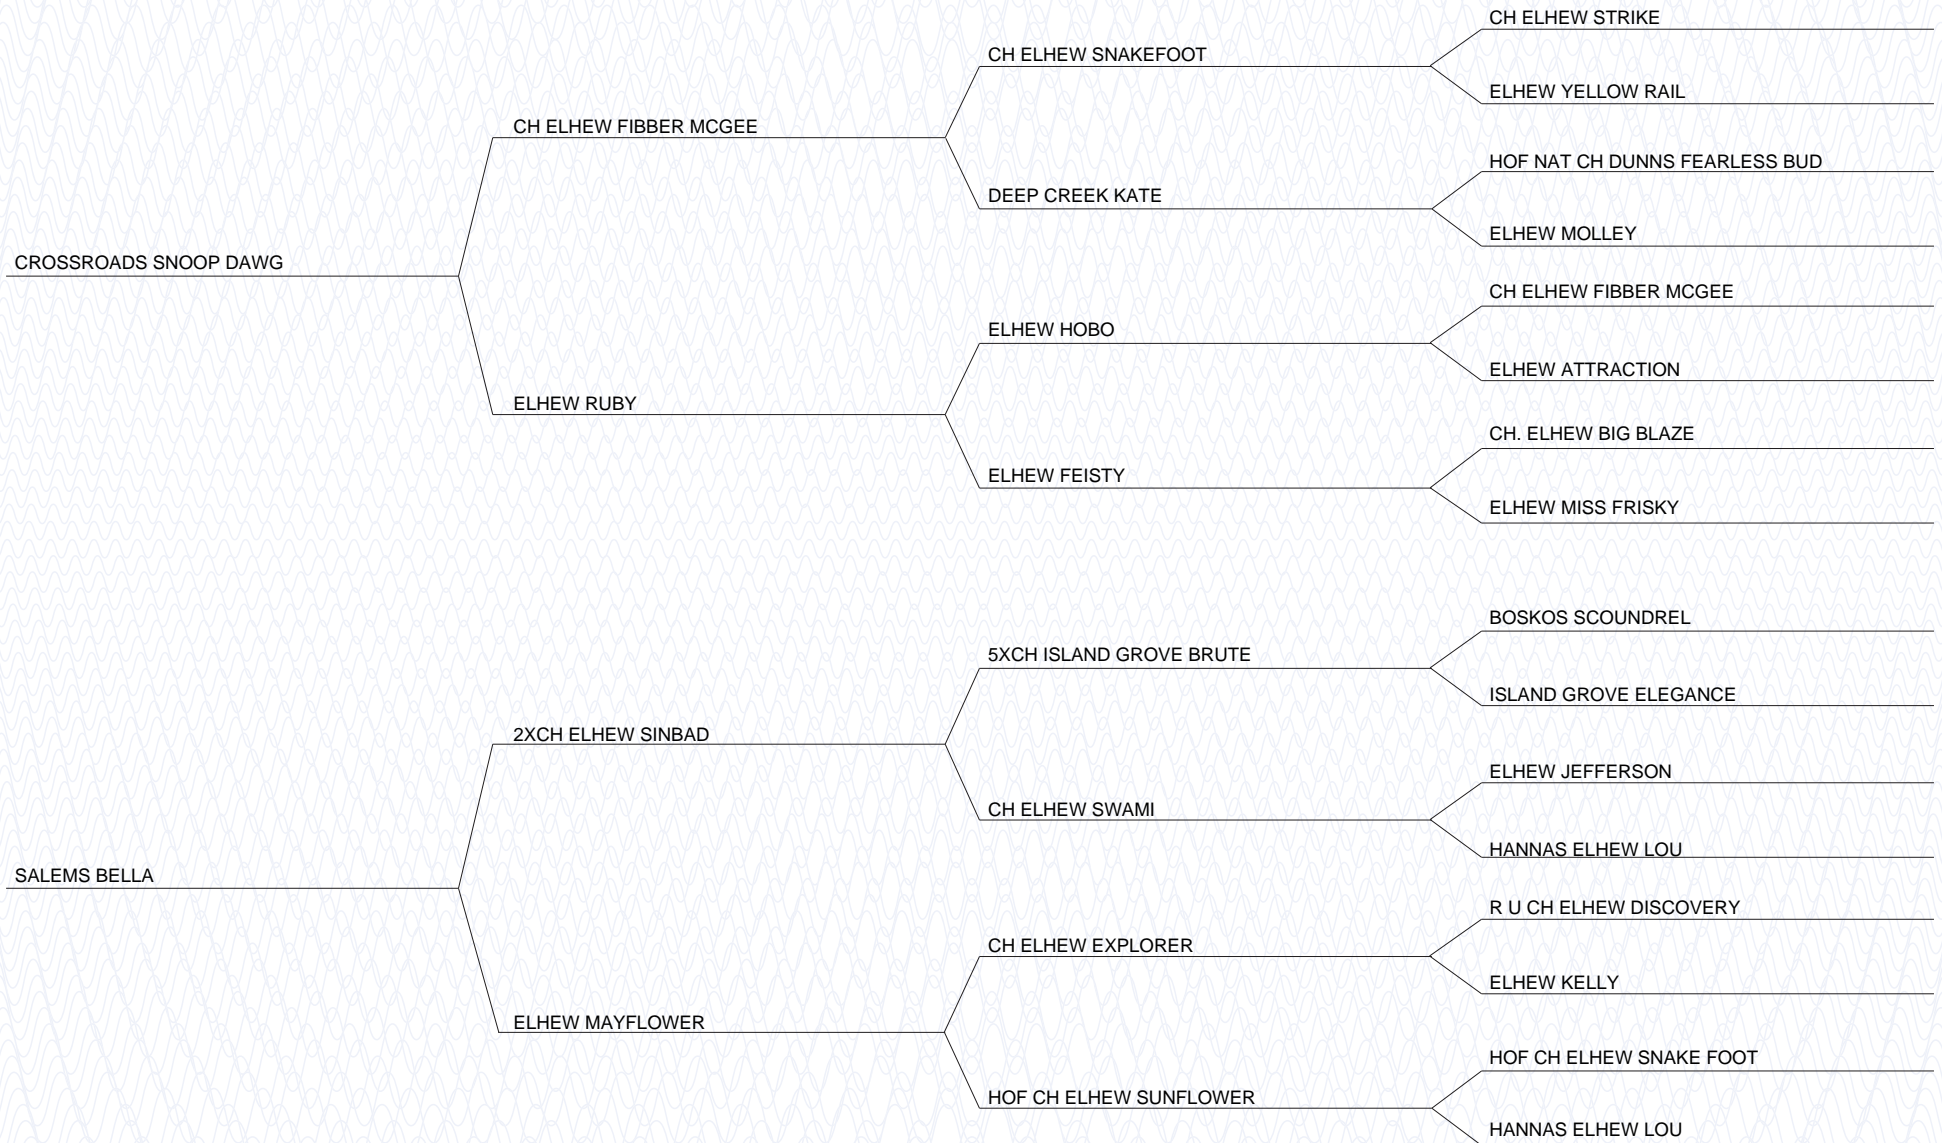 CROSSROADS SNOOP DAWG
CH ELHEW FIBBER MCGEE
CH ELHEW SNAKEFOOT
CH ELHEW STRIKE
ELHEW YELLOW RAIL
DEEP CREEK KATE
HOF NAT CH DUNNS FEARLESS BUD
ELHEW MOLLEY
ELHEW RUBY
ELHEW HOBO
CH ELHEW FIBBER MCGEE
ELHEW ATTRACTION
ELHEW FEISTY
CH. ELHEW BIG BLAZE
ELHEW MISS FRISKY
SALEMS BELLA
2XCH ELHEW SINBAD
5XCH ISLAND GROVE BRUTE
BOSKOS SCOUNDREL
ISLAND GROVE ELEGANCE
CH ELHEW SWAMI
ELHEW JEFFERSON
HANNAS ELHEW LOU
ELHEW MAYFLOWER
CH ELHEW EXPLORER
R U CH ELHEW DISCOVERY
ELHEW KELLY
HOF CH ELHEW SUNFLOWER
HOF CH ELHEW SNAKE FOOT
HANNAS ELHEW LOU